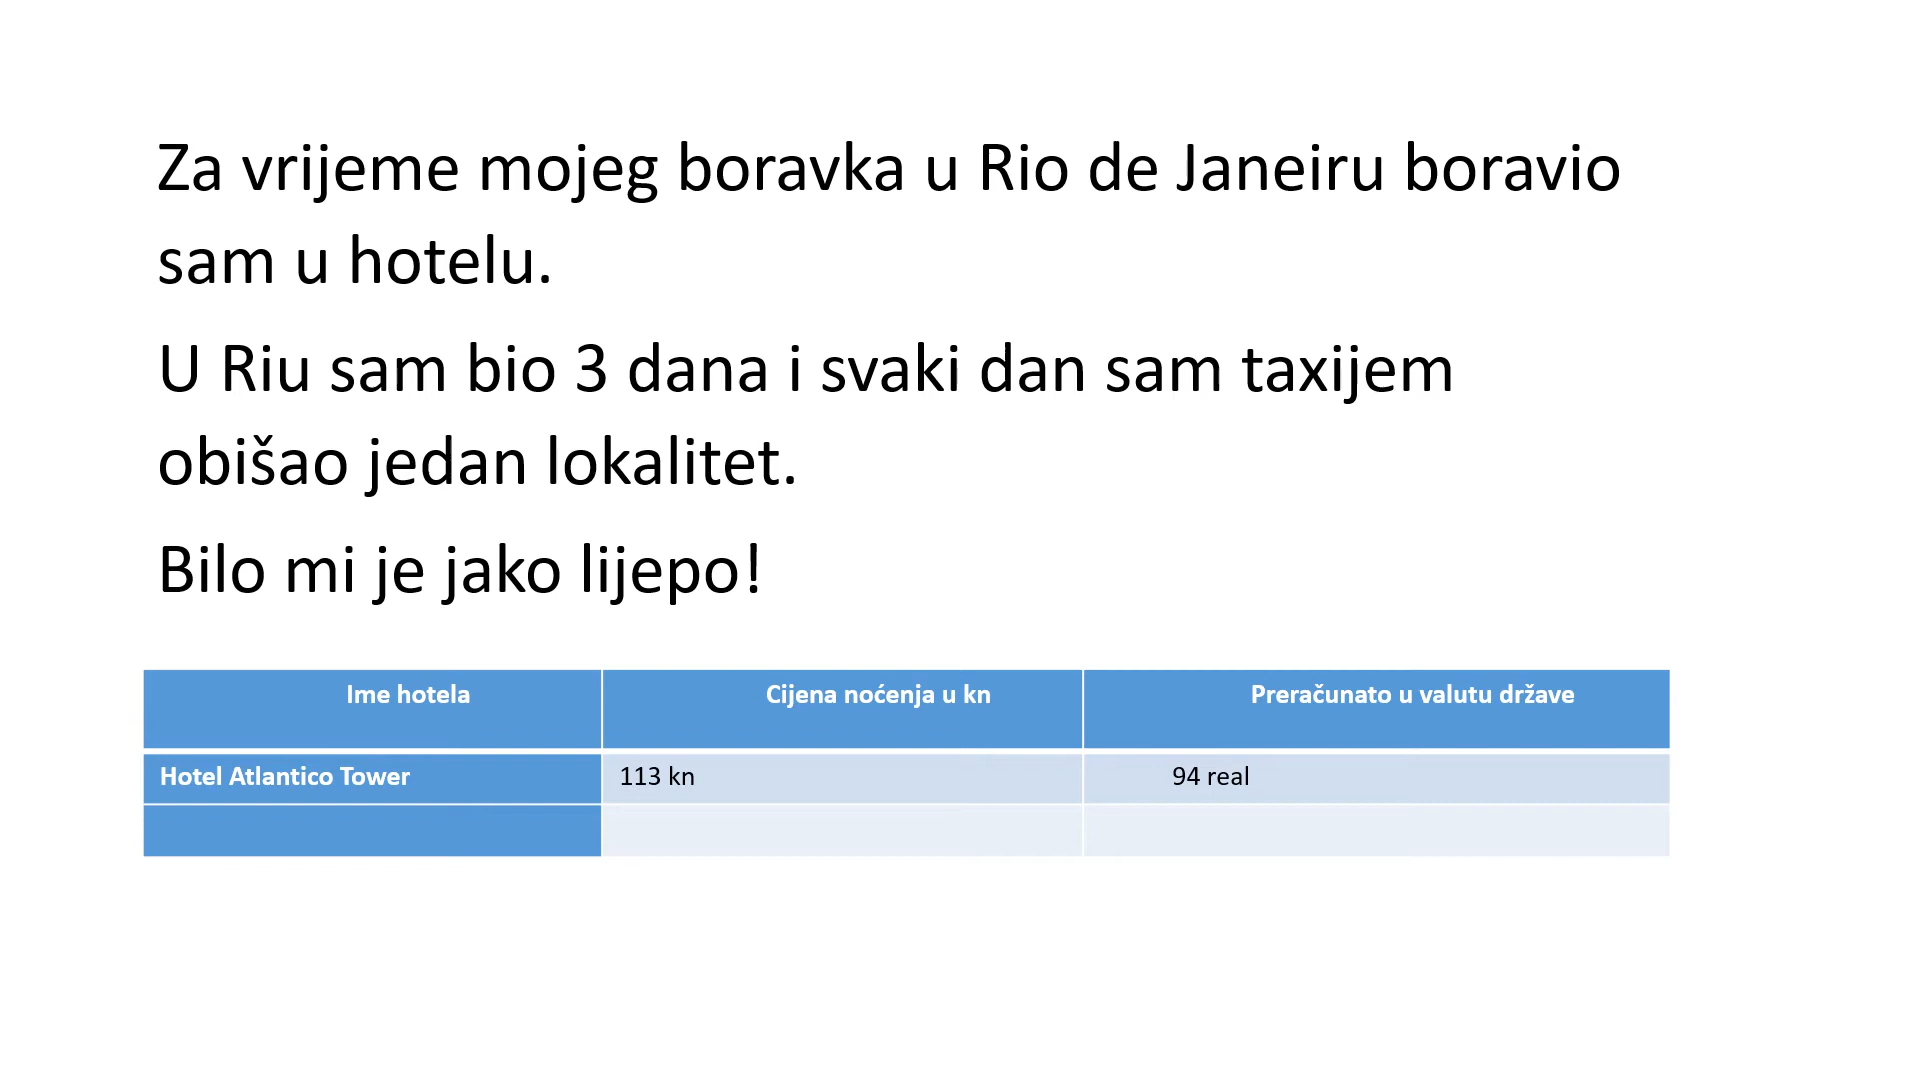 Za vrijeme mojeg boravka u Rio de Janeiru boravio
sam u hotelu.
U Riu sam bio 3 dana i svaki dan sam taxijem
obišao jedan lokalitet.
Bilo mi je jako lijepo!
Ime hotela Cijena noćenja u kn Preračunato u valutu države
Hotel Atlantico Tower 113 kn 94 real